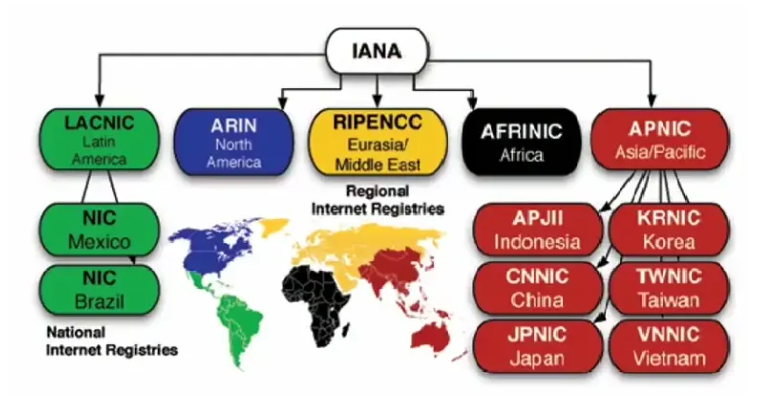 IANA
LACNIC
Latin
America
ARIN
North
America
RIPENCC
Eurasia/
Middle East
AFRINIC
Africa
APNIC
Asia/Pacific
Regional
Internet Registries
NIC
Mexico
NIC
Brazil
National
Internet Registries
APJII
Indonesia
KRNIC
Korea
CNNIC
China
TWNIC
Taiwan
JPNIC
Japan
VNNIC
Vietnam